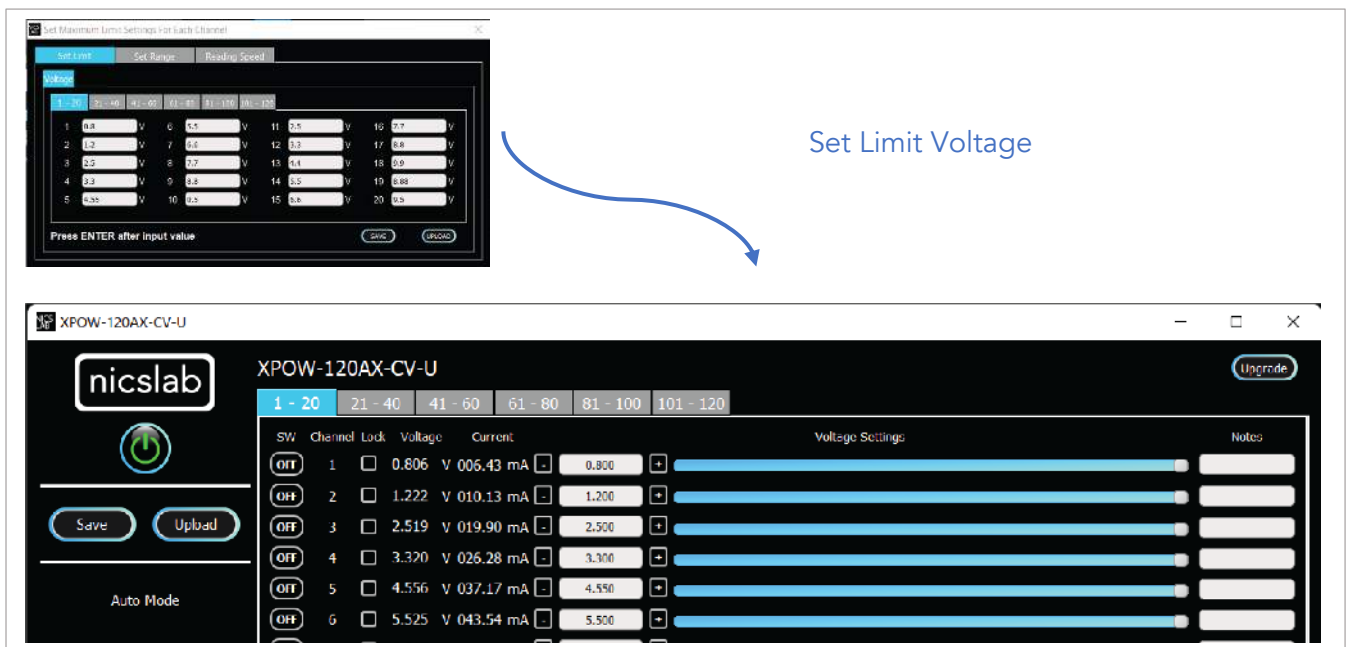 Set Maximum Limit Settings For Each Channel
Set Limit Set Range Reading Speed
Voltage
1 - 20 21 - 40 41 - 60 61 - 80 81 - 100 101 - 120
1 0.8 V 6 5.5 V 11 2.5 V 16 7.7 V
2 1.2 V 7 6.6 V 12 3.3 V 17 8.8 V
3 2.5 V 8 7.7 V 13 4.4 V 18 9.9 V
4 3.3 V 9 8.8 V 14 5.5 V 19 8.88 V
5 4.55 V 10 9.5 V 15 6.6 V 20 9.5 V
Press ENTER after input value SAVE UPLOAD
Set Limit Voltage
XPOW-120AX-CV-U
nicslab
XPOW-120AX-CV-U Upgrade
1 - 20 21 - 40 41 - 60 61 - 80 81 - 100 101 - 120
SW Channel Lock Voltage Current Voltage Settings Notes
OFF 1 0.806 V 006.43 mA - 0.800 +
OFF 2 1.222 V 010.13 mA - 1.200 +
OFF 3 2.519 V 019.90 mA - 2.500 +
OFF 4 3.320 V 026.28 mA - 3.300 +
OFF 5 4.556 V 037.17 mA - 4.550 +
OFF 6 5.525 V 043.54 mA - 5.500 +
Save Upload
Auto Mode